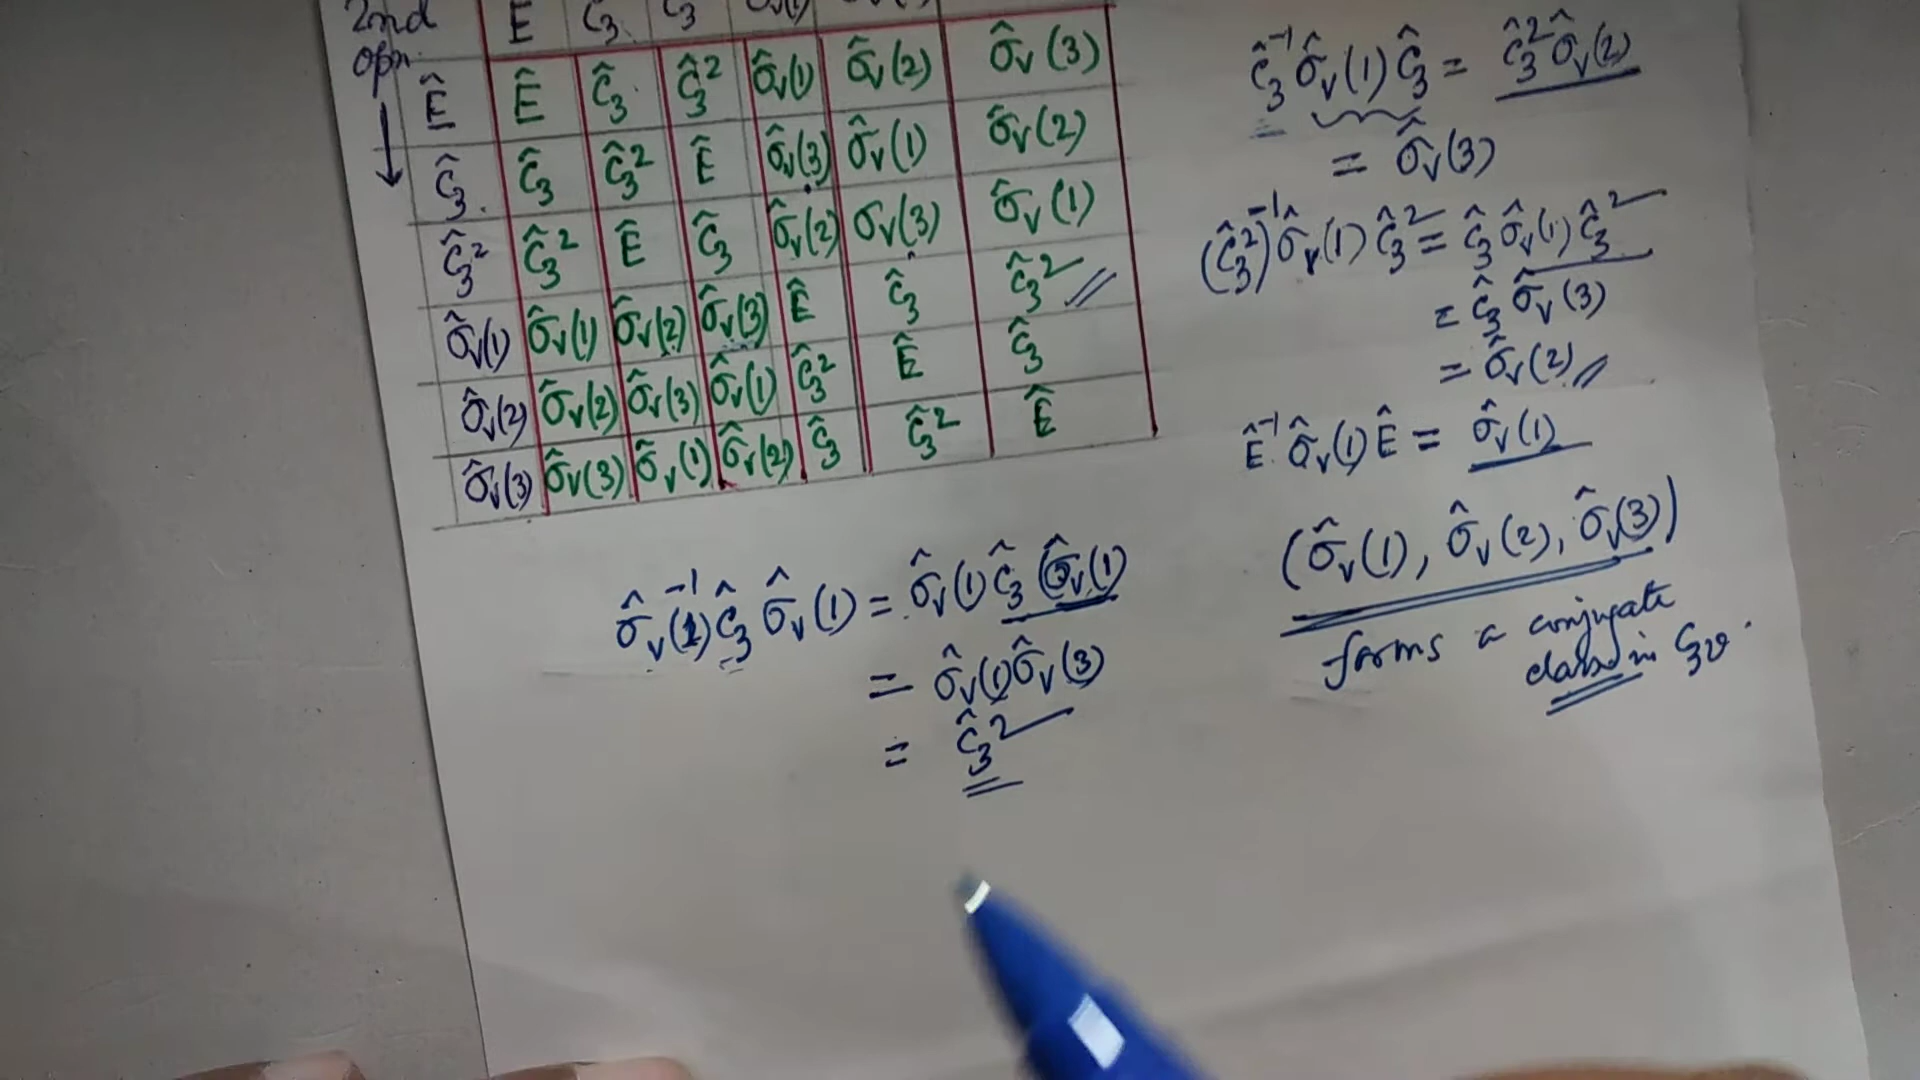 2nd Ê Ĉ₃ Ĉ₃
opn.
Ê Ê Ĉ₃ Ĉ₃² σ̂ᵥ(1) σ̂ᵥ(2) σ̂ᵥ(3)
Ĉ₃ Ĉ₃ Ĉ₃² Ê σ̂ᵥ(3) σ̂ᵥ(1) σ̂ᵥ(2)
Ĉ₃² Ĉ₃² Ê Ĉ₃ σ̂ᵥ(2) σᵥ(3) σ̂ᵥ(1)
σ̂ᵥ(1) σ̂ᵥ(1) σ̂ᵥ(2) σ̂ᵥ(3) Ê Ĉ₃ Ĉ₃²
σ̂ᵥ(2) σ̂ᵥ(2) σ̂ᵥ(3) σ̂ᵥ(1) Ĉ₃² Ê Ĉ₃
σ̂ᵥ(3) σ̂ᵥ(3) σ̂ᵥ(1) σ̂ᵥ(2) Ĉ₃ Ĉ₃² Ê
σ̂ᵥ(1)⁻¹ Ĉ₃ σ̂ᵥ(1) = σ̂ᵥ(1) Ĉ₃ σ̂ᵥ(1)
= σ̂ᵥ(1) σ̂ᵥ(3)
= Ĉ₃²
Ĉ₃⁻¹ σ̂ᵥ(1) Ĉ₃ = Ĉ₃² σ̂ᵥ(2)
= σ̂ᵥ(3)
(Ĉ₃²)⁻¹ σ̂ᵥ(1) Ĉ₃² = Ĉ₃ σ̂ᵥ(1) Ĉ₃²
= Ĉ₃ σ̂ᵥ(3)
= σ̂ᵥ(2)
Ê⁻¹ σ̂ᵥ(1) Ê = σ̂ᵥ(1)
(σ̂ᵥ(1), σ̂ᵥ(2), σ̂ᵥ(3))
forms a conjugate
class in C₃ᵥ.